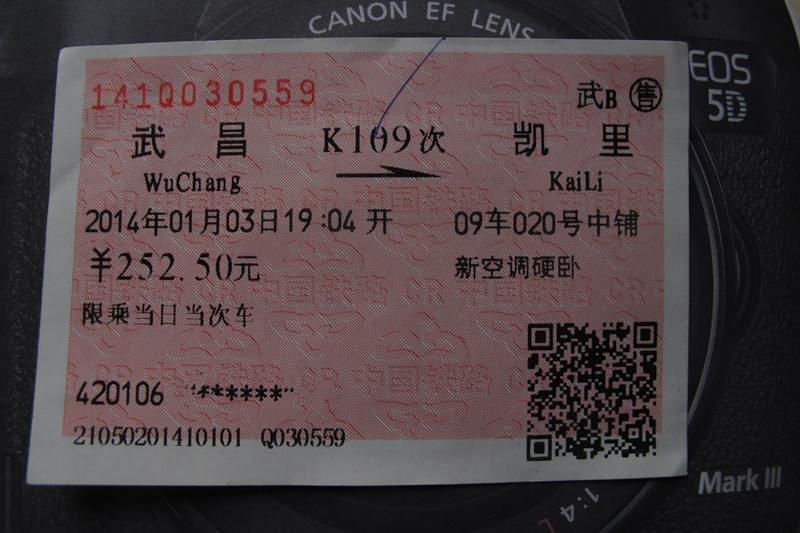 CANON EF LENS
EOS
5D
141Q030559 武B 售
武昌 K109次 凯里
WuChang KaiLi
2014年01月03日19:04开 09车020号中铺
¥252.50元 新空调硬卧
限乘当日当次车
420106 *******
21050201410101 Q030559
Mark III
1:4 L